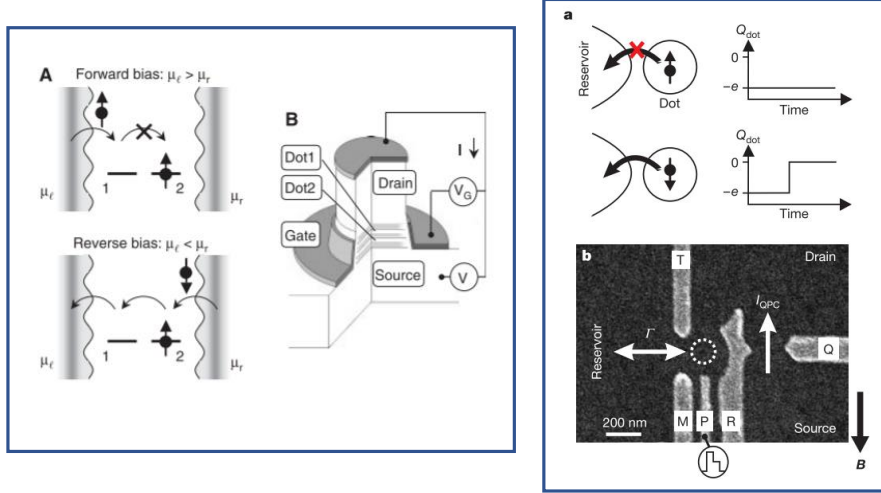 A
Forward bias: μℓ > μr
1
2
μℓ
μr
Reverse bias: μℓ < μr
1
2
μℓ
μr
B
Dot1
Dot2
Gate
Drain
Source
I
VG
V
a
Reservoir
Dot
Qdot
0
−e
Time
Qdot
0
−e
Time
b
T
Drain
IQPC
Reservoir
Γ
Q
M P R
200 nm
Source
B